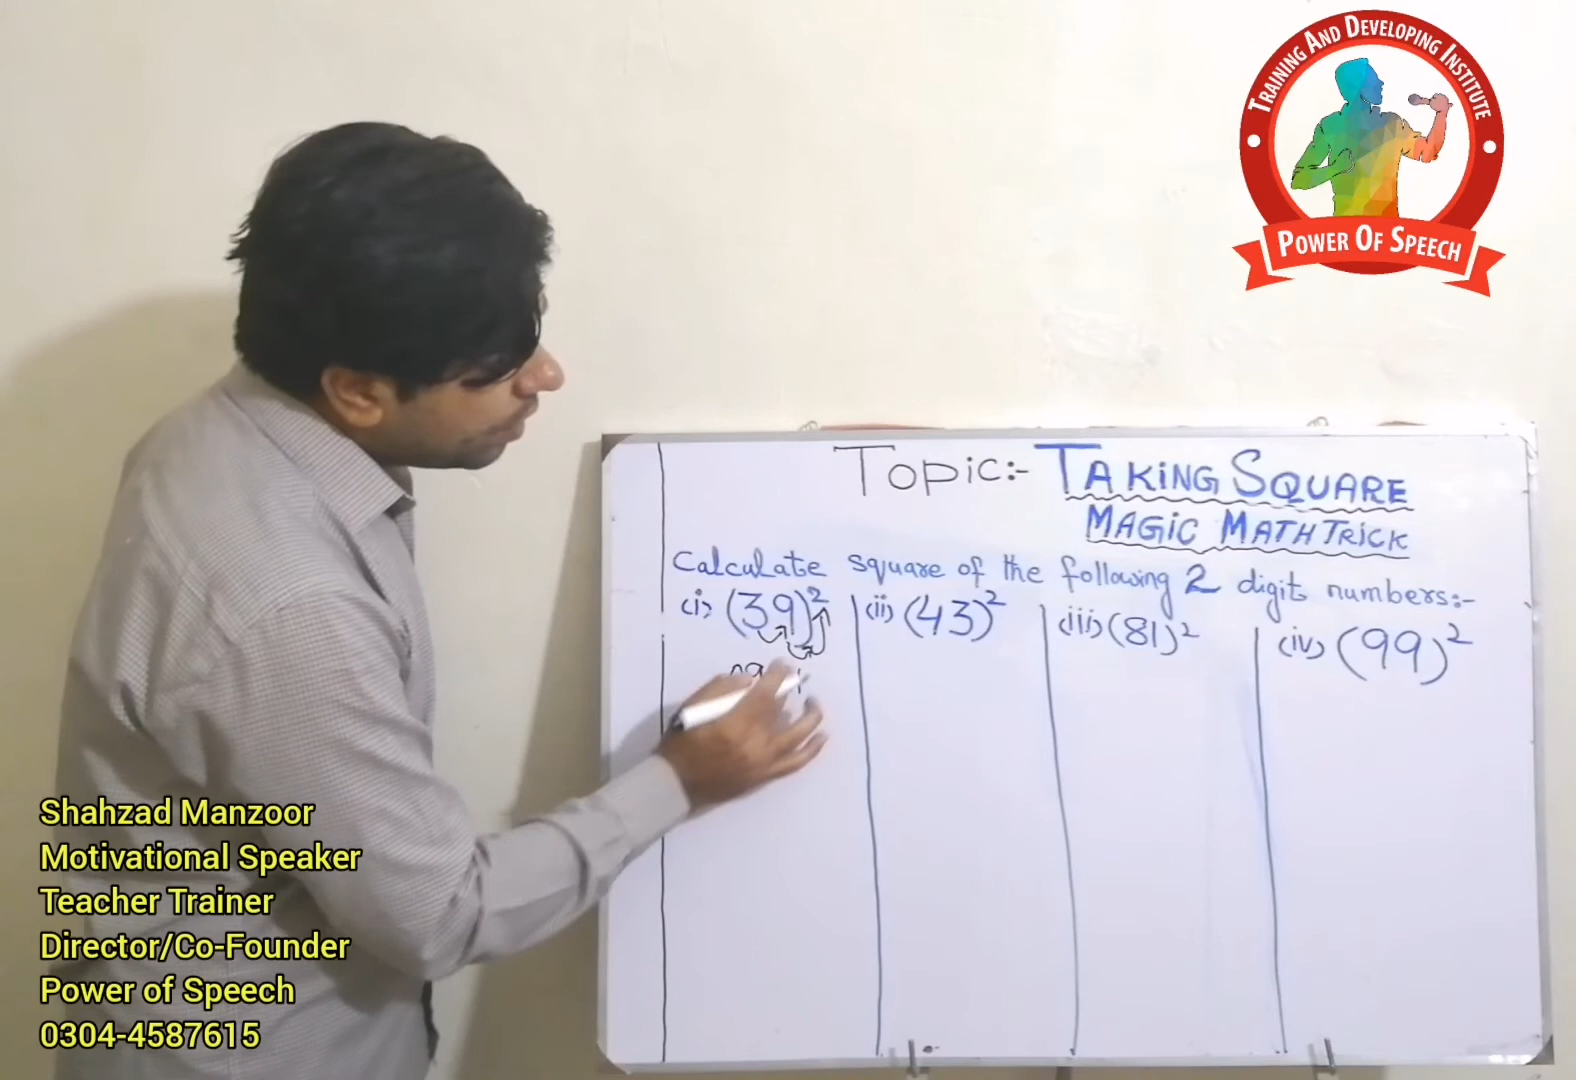 TRAINING AND DEVELOPING INSTITUTE
POWER OF SPEECH
Topic:- TAKING SQUARE
MAGIC MATH TRICK
Calculate square of the following 2 digit numbers:-
(i) (39)² (ii) (43)² (iii) (81)² (iv) (99)²
Shahzad Manzoor
Motivational Speaker
Teacher Trainer
Director/Co-Founder
Power of Speech
0304-4587615